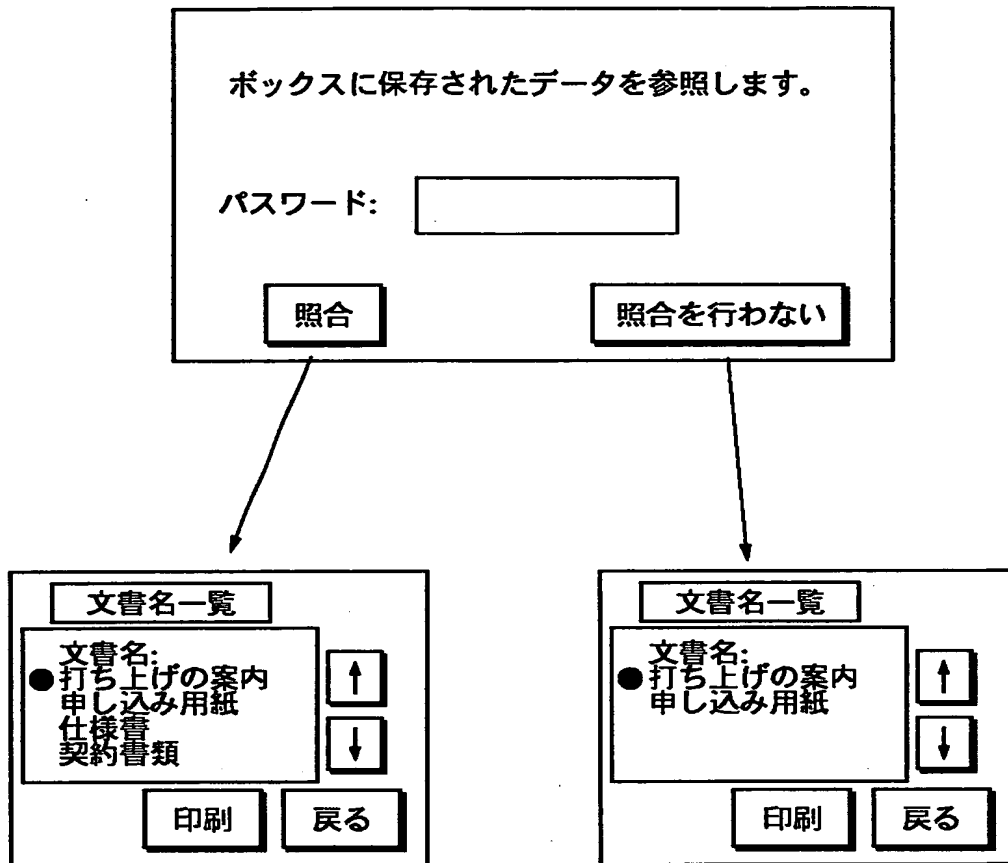 ボックスに保存されたデータを参照します。
パスワード:
照合
照合を行わない
文書名一覧
文書名:
●打ち上げの案内
申し込み用紙
仕様書
契約書類
↑
↓
印刷
戻る
文書名一覧
文書名:
●打ち上げの案内
申し込み用紙
↑
↓
印刷
戻る